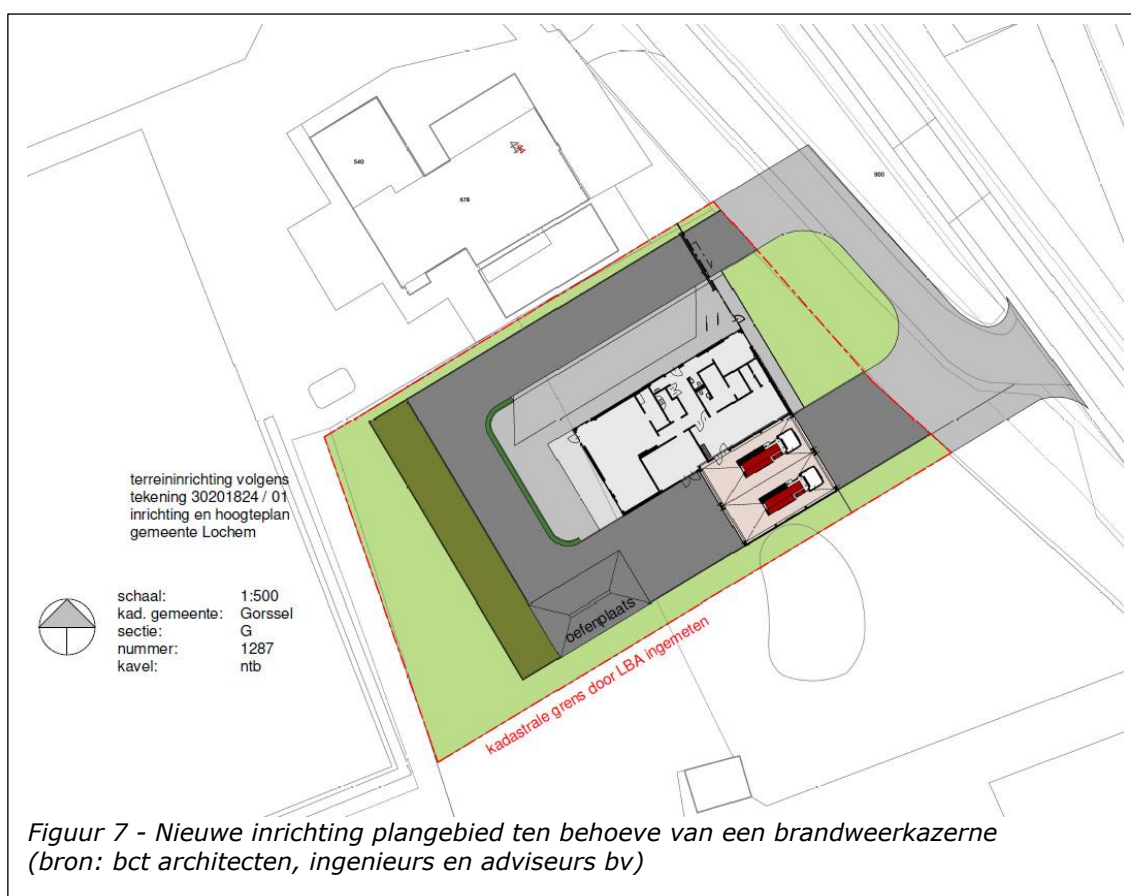 540
478
900
terreininrichting volgens
tekening 30201824 / 01
inrichting en hoogteplan
gemeente Lochem
schaal: 1:500
kad. gemeente: Gorssel
sectie: G
nummer: 1287
kavel: ntb
oefenplaats
kadastrale grens door LBA ingemeten
Figuur 7 - Nieuwe inrichting plangebied ten behoeve van een brandweerkazerne
(bron: bct architecten, ingenieurs en adviseurs bv)